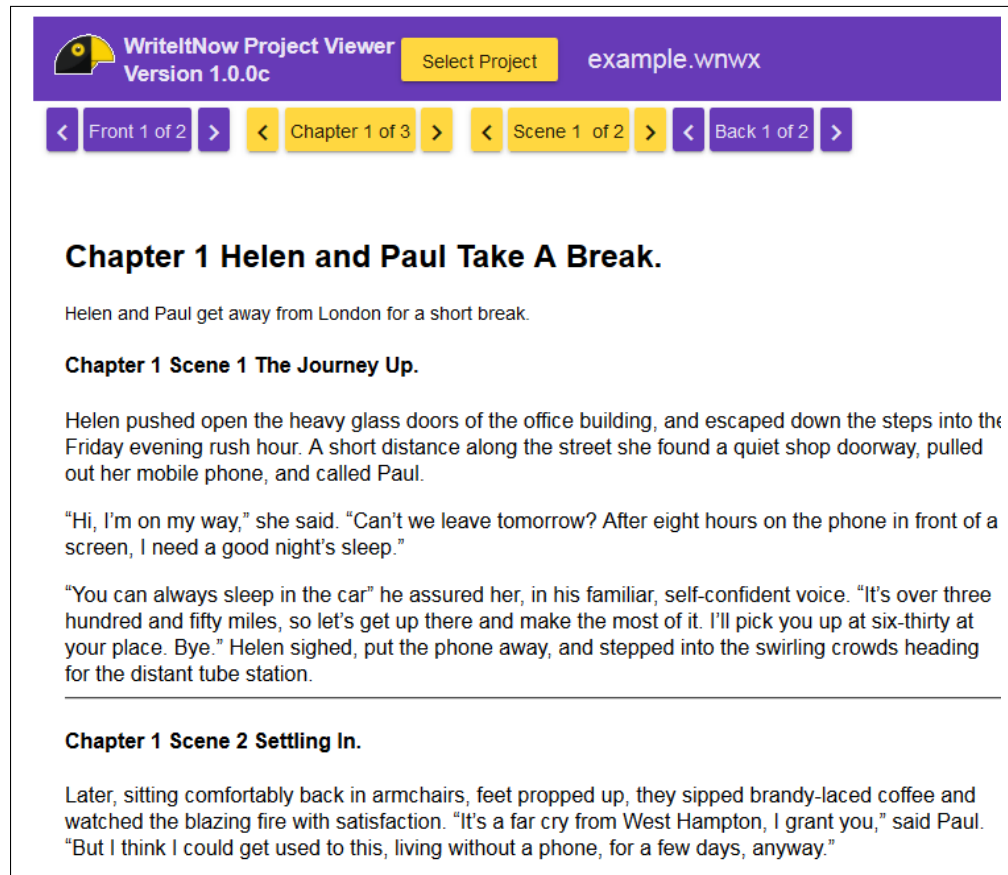 WriteItNow Project Viewer
Version 1.0.0c
Select Project
example.wnwx
< Front 1 of 2 > < Chapter 1 of 3 > < Scene 1 of 2 > < Back 1 of 2 >
Chapter 1 Helen and Paul Take A Break.
Helen and Paul get away from London for a short break.
Chapter 1 Scene 1 The Journey Up.
Helen pushed open the heavy glass doors of the office building, and escaped down the steps into the
Friday evening rush hour. A short distance along the street she found a quiet shop doorway, pulled
out her mobile phone, and called Paul.
“Hi, I’m on my way,” she said. “Can’t we leave tomorrow? After eight hours on the phone in front of a
screen, I need a good night’s sleep.”
“You can always sleep in the car” he assured her, in his familiar, self-confident voice. “It’s over three
hundred and fifty miles, so let’s get up there and make the most of it. I’ll pick you up at six-thirty at
your place. Bye.” Helen sighed, put the phone away, and stepped into the swirling crowds heading
for the distant tube station.
Chapter 1 Scene 2 Settling In.
Later, sitting comfortably back in armchairs, feet propped up, they sipped brandy-laced coffee and
watched the blazing fire with satisfaction. “It’s a far cry from West Hampton, I grant you,” said Paul.
“But I think I could get used to this, living without a phone, for a few days, anyway.”